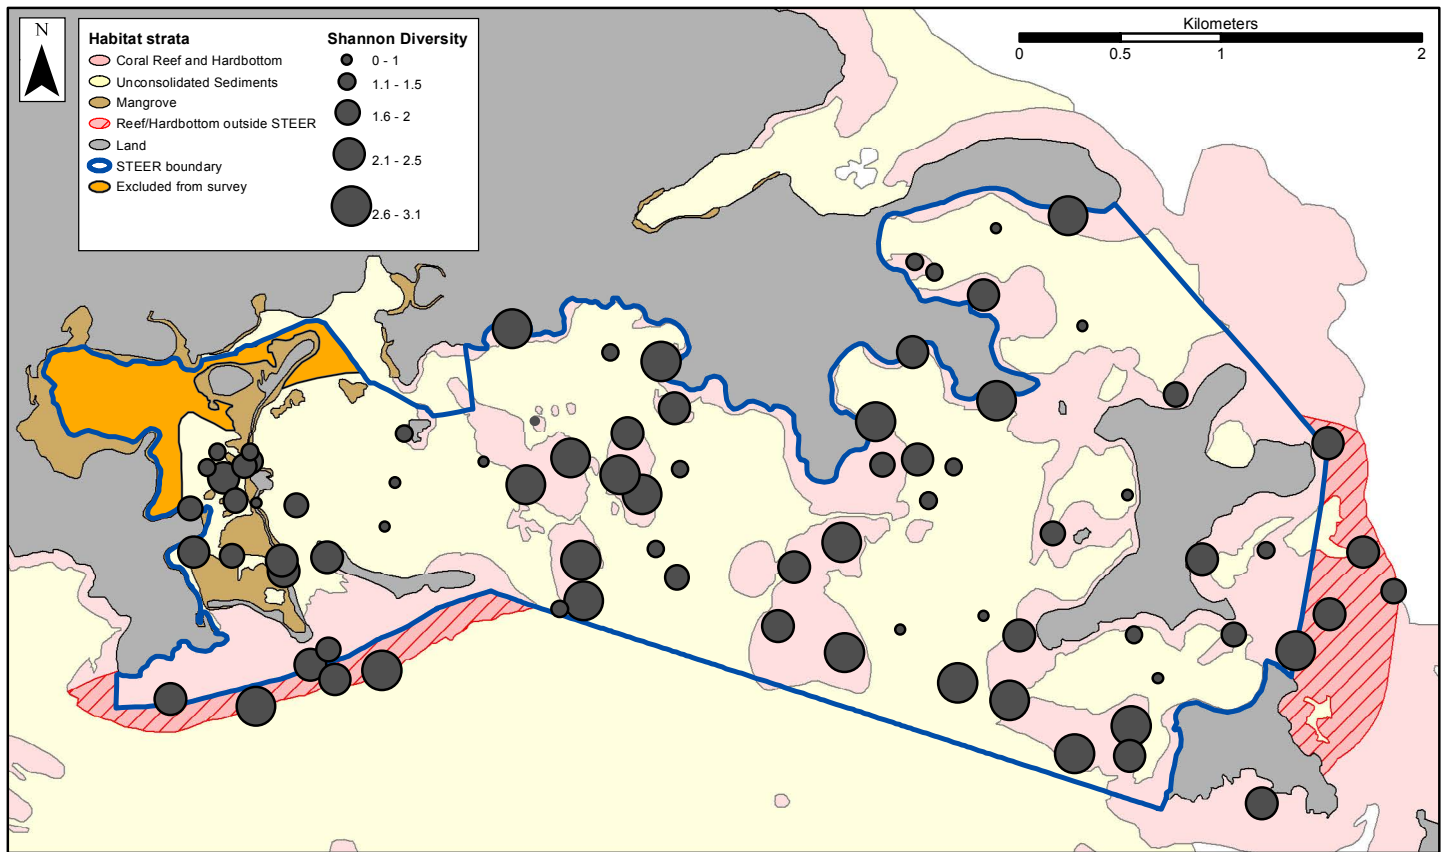 N
Habitat strata
Coral Reef and Hardbottom
Unconsolidated Sediments
Mangrove
Reef/Hardbottom outside STEER
Land
STEER boundary
Excluded from survey
Shannon Diversity
0 - 1
1.1 - 1.5
1.6 - 2
2.1 - 2.5
2.6 - 3.1
Kilometers
0 0.5 1 2